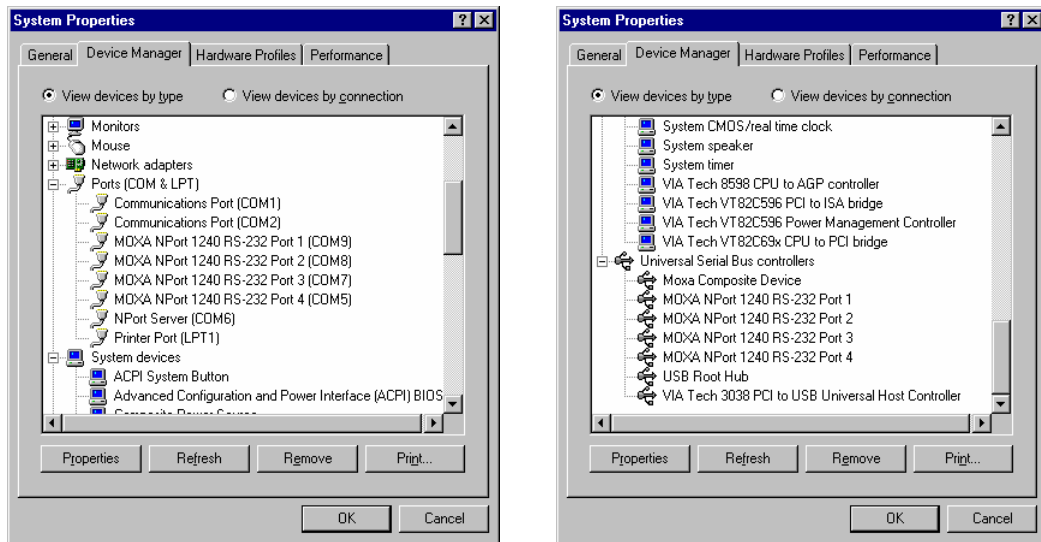 System Properties
General Device Manager Hardware Profiles Performance
View devices by type View devices by connection
Monitors
Mouse
Network adapters
Ports (COM & LPT)
Communications Port (COM1)
Communications Port (COM2)
MOXA NPort 1240 RS-232 Port 1 (COM9)
MOXA NPort 1240 RS-232 Port 2 (COM8)
MOXA NPort 1240 RS-232 Port 3 (COM7)
MOXA NPort 1240 RS-232 Port 4 (COM5)
NPort Server (COM6)
Printer Port (LPT1)
System devices
ACPI System Button
Advanced Configuration and Power Interface (ACPI) BIOS
Properties Refresh Remove Print...
OK Cancel
System Properties
General Device Manager Hardware Profiles Performance
View devices by type View devices by connection
System CMOS/real time clock
System speaker
System timer
VIA Tech 8598 CPU to AGP controller
VIA Tech VT82C596 PCI to ISA bridge
VIA Tech VT82C596 Power Management Controller
VIA Tech VT82C69x CPU to PCI bridge
Universal Serial Bus controllers
Moxa Composite Device
MOXA NPort 1240 RS-232 Port 1
MOXA NPort 1240 RS-232 Port 2
MOXA NPort 1240 RS-232 Port 3
MOXA NPort 1240 RS-232 Port 4
USB Root Hub
VIA Tech 3038 PCI to USB Universal Host Controller
Properties Refresh Remove Print...
OK Cancel